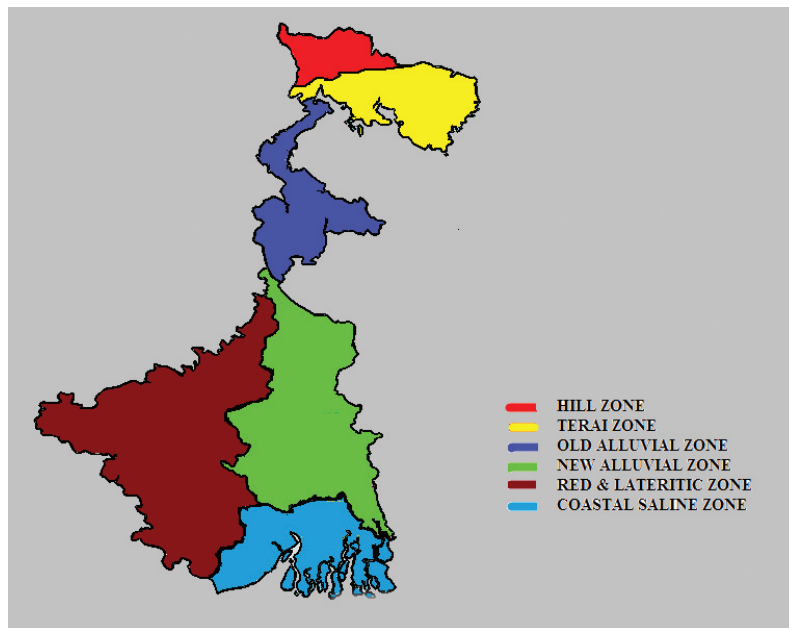 HILL ZONE
TERAI ZONE
OLD ALLUVIAL ZONE
NEW ALLUVIAL ZONE
RED & LATERITIC ZONE
COASTAL SALINE ZONE